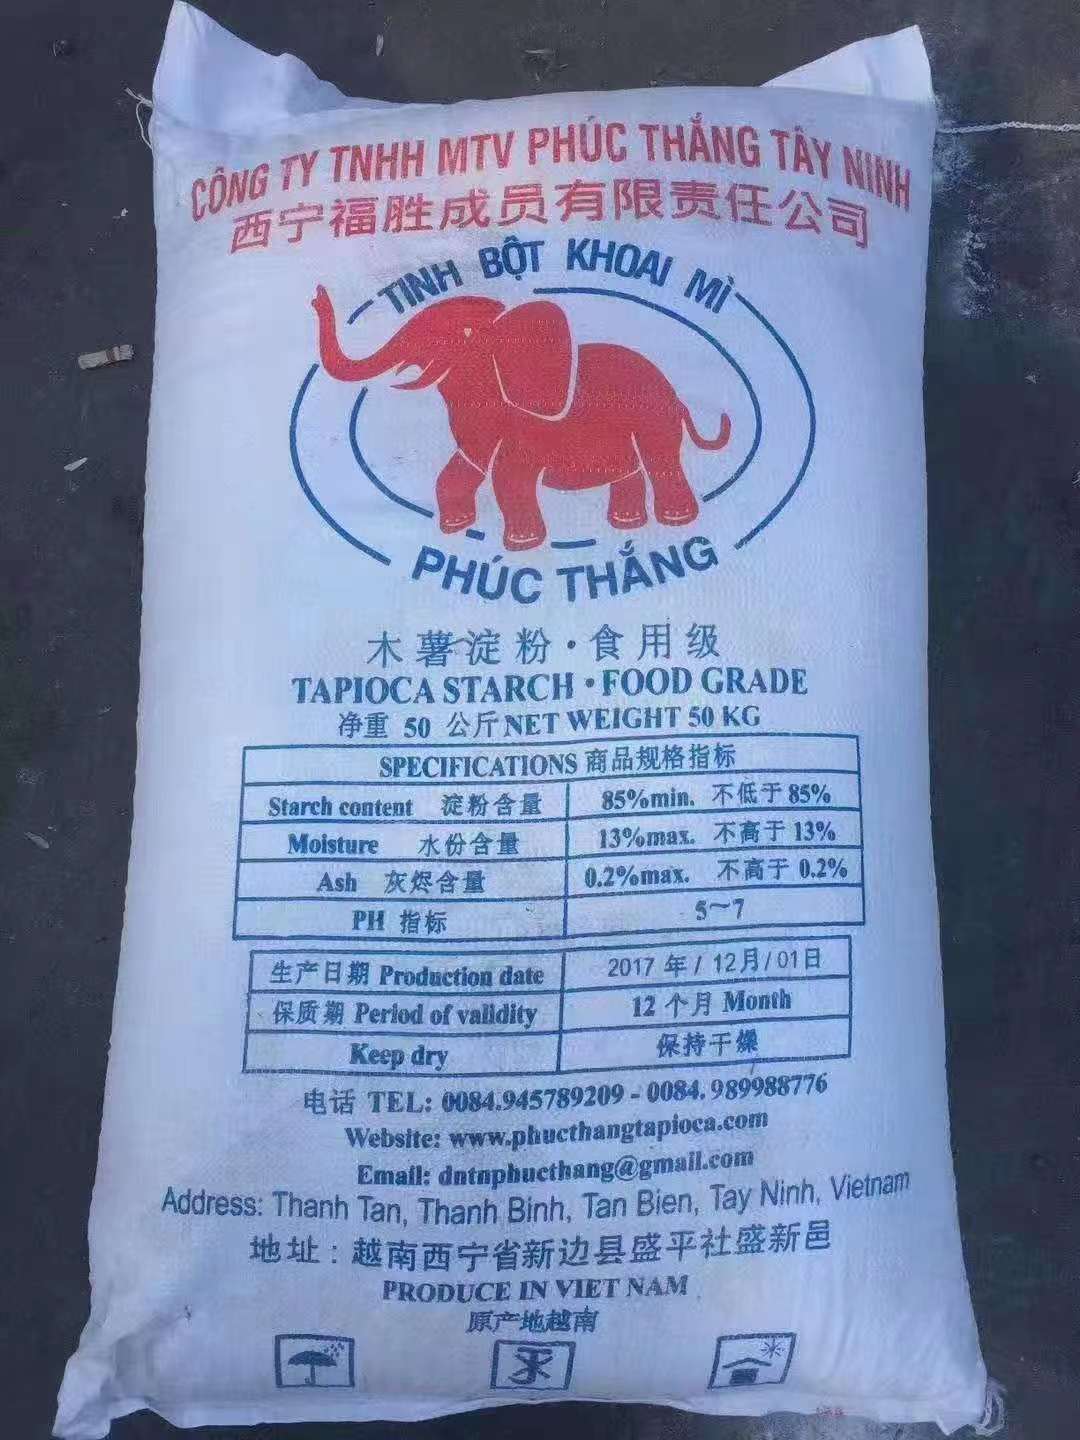 CÔNG TY TNHH MTV PHÚC THẮNG TÂY NINH
西宁福胜成员有限责任公司
TINH BỘT KHOAI MÌ
PHÚC THẮNG
木薯淀粉·食用级
TAPIOCA STARCH·FOOD GRADE
净重 50 公斤 NET WEIGHT 50 KG
SPECIFICATIONS 商品规格指标
Starch content 淀粉含量 85%min. 不低于 85%
Moisture 水份含量 13%max. 不高于 13%
Ash 灰烬含量 0.2%max. 不高于 0.2%
PH 指标 5～7
生产日期 Production date 2017 年/12月/01日
保质期 Period of validity 12 个月 Month
Keep dry 保持干燥
电话 TEL: 0084.945789209 - 0084.989988776
Website: www.phucthangtapioca.com
Email: dntnphucthang@gmail.com
Address: Thanh Tan, Thanh Binh, Tan Bien, Tay Ninh, Vietnam
地址：越南西宁省新边县盛平社盛新邑
PRODUCE IN VIET NAM
原产地越南